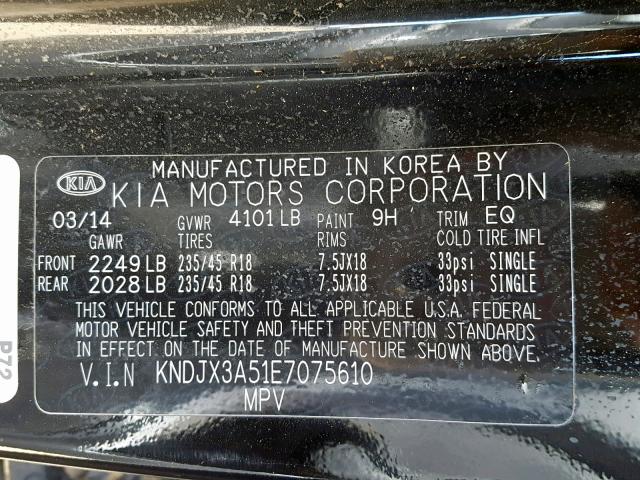 MANUFACTURED IN KOREA BY
KIA KIA MOTORS CORPORATION
03/14 GVWR 4101 LB PAINT 9H TRIM EQ
GAWR TIRES RIMS COLD TIRE INFL
FRONT 2249 LB 235/45 R18 7.5JX18 33psi SINGLE
REAR 2028 LB 235/45 R18 7.5JX18 33psi SINGLE
THIS VEHICLE CONFORMS TO ALL APPLICABLE U.S.A. FEDERAL
MOTOR VEHICLE SAFETY AND THEFT PREVENTION STANDARDS
IN EFFECT ON THE DATE OF MANUFACTURE SHOWN ABOVE.
V.I.N KNDJX3A51E7075610
MPV
P72